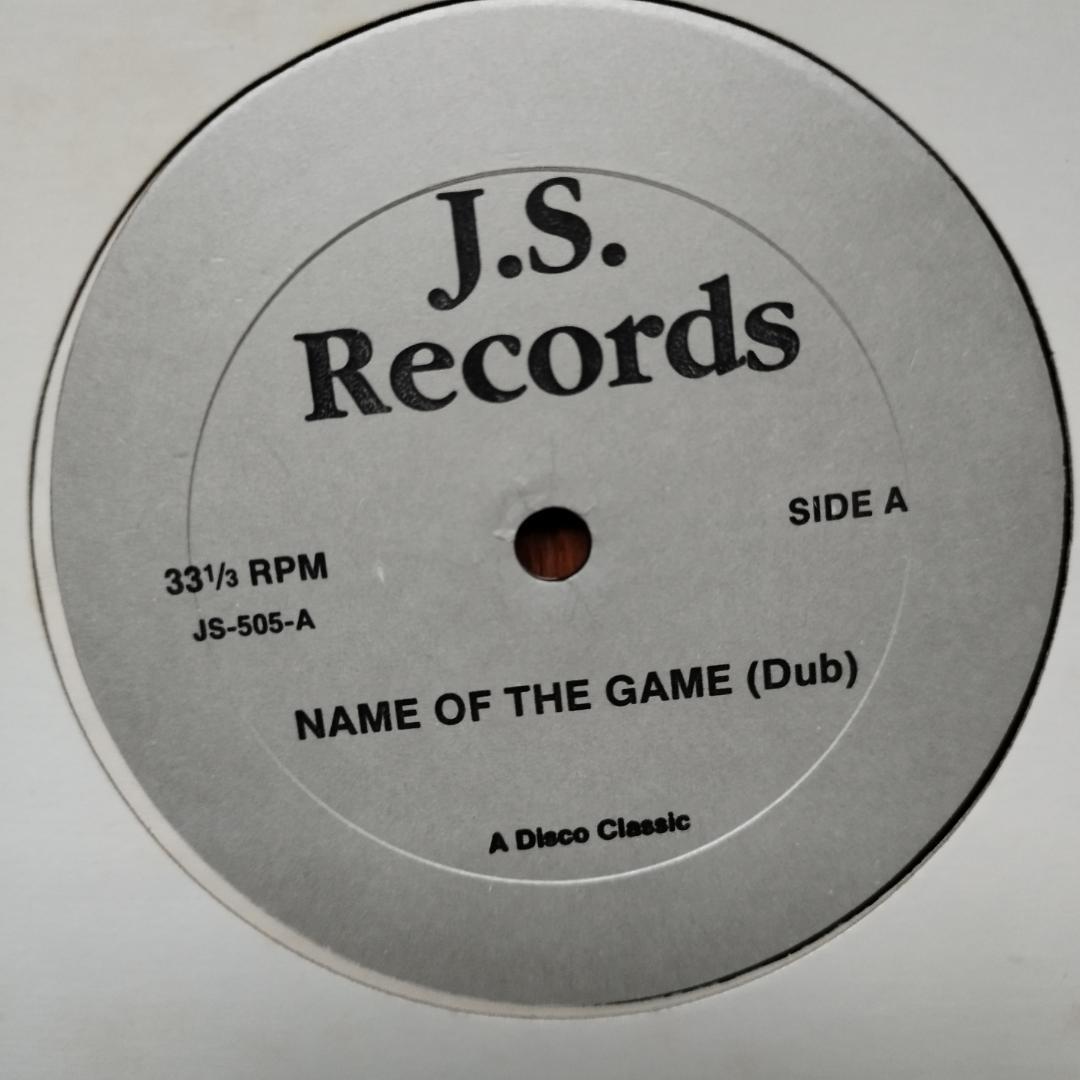 J.S.
Records
SIDE A
33⅓ RPM
JS-505-A
NAME OF THE GAME (Dub)
A Disco Classic